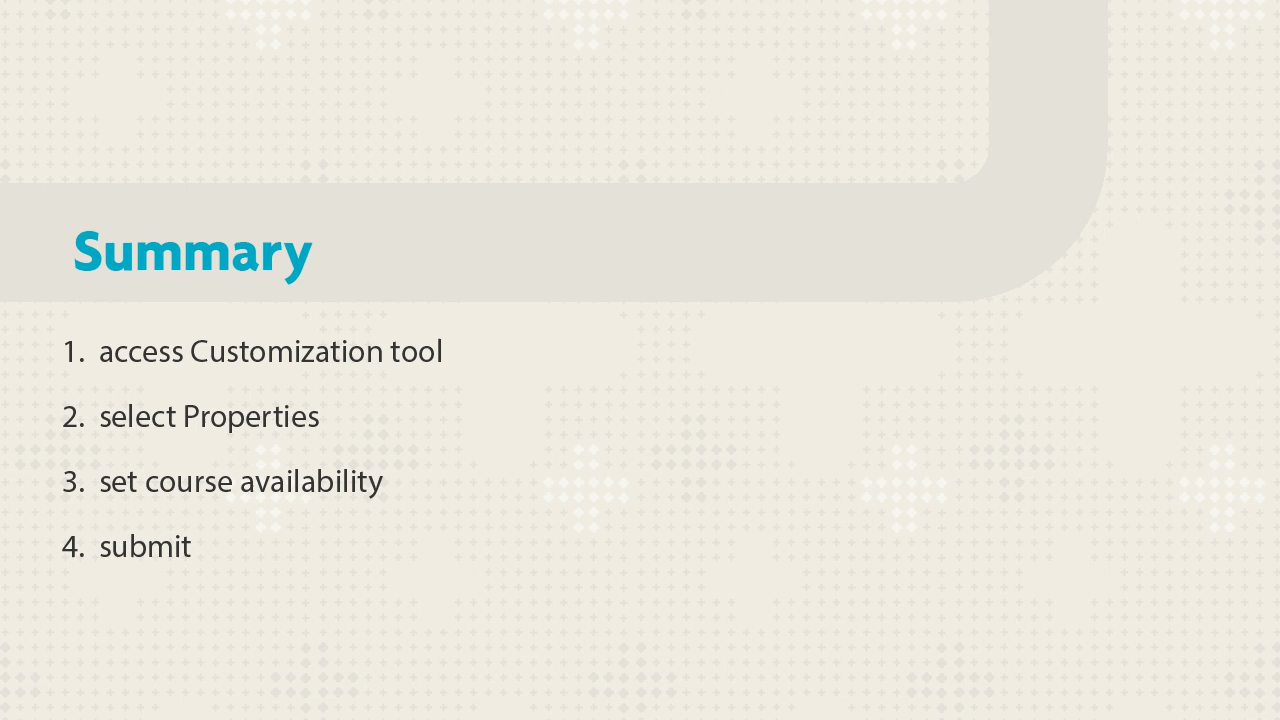 Summary
1. access Customization tool
2. select Properties
3. set course availability
4. submit